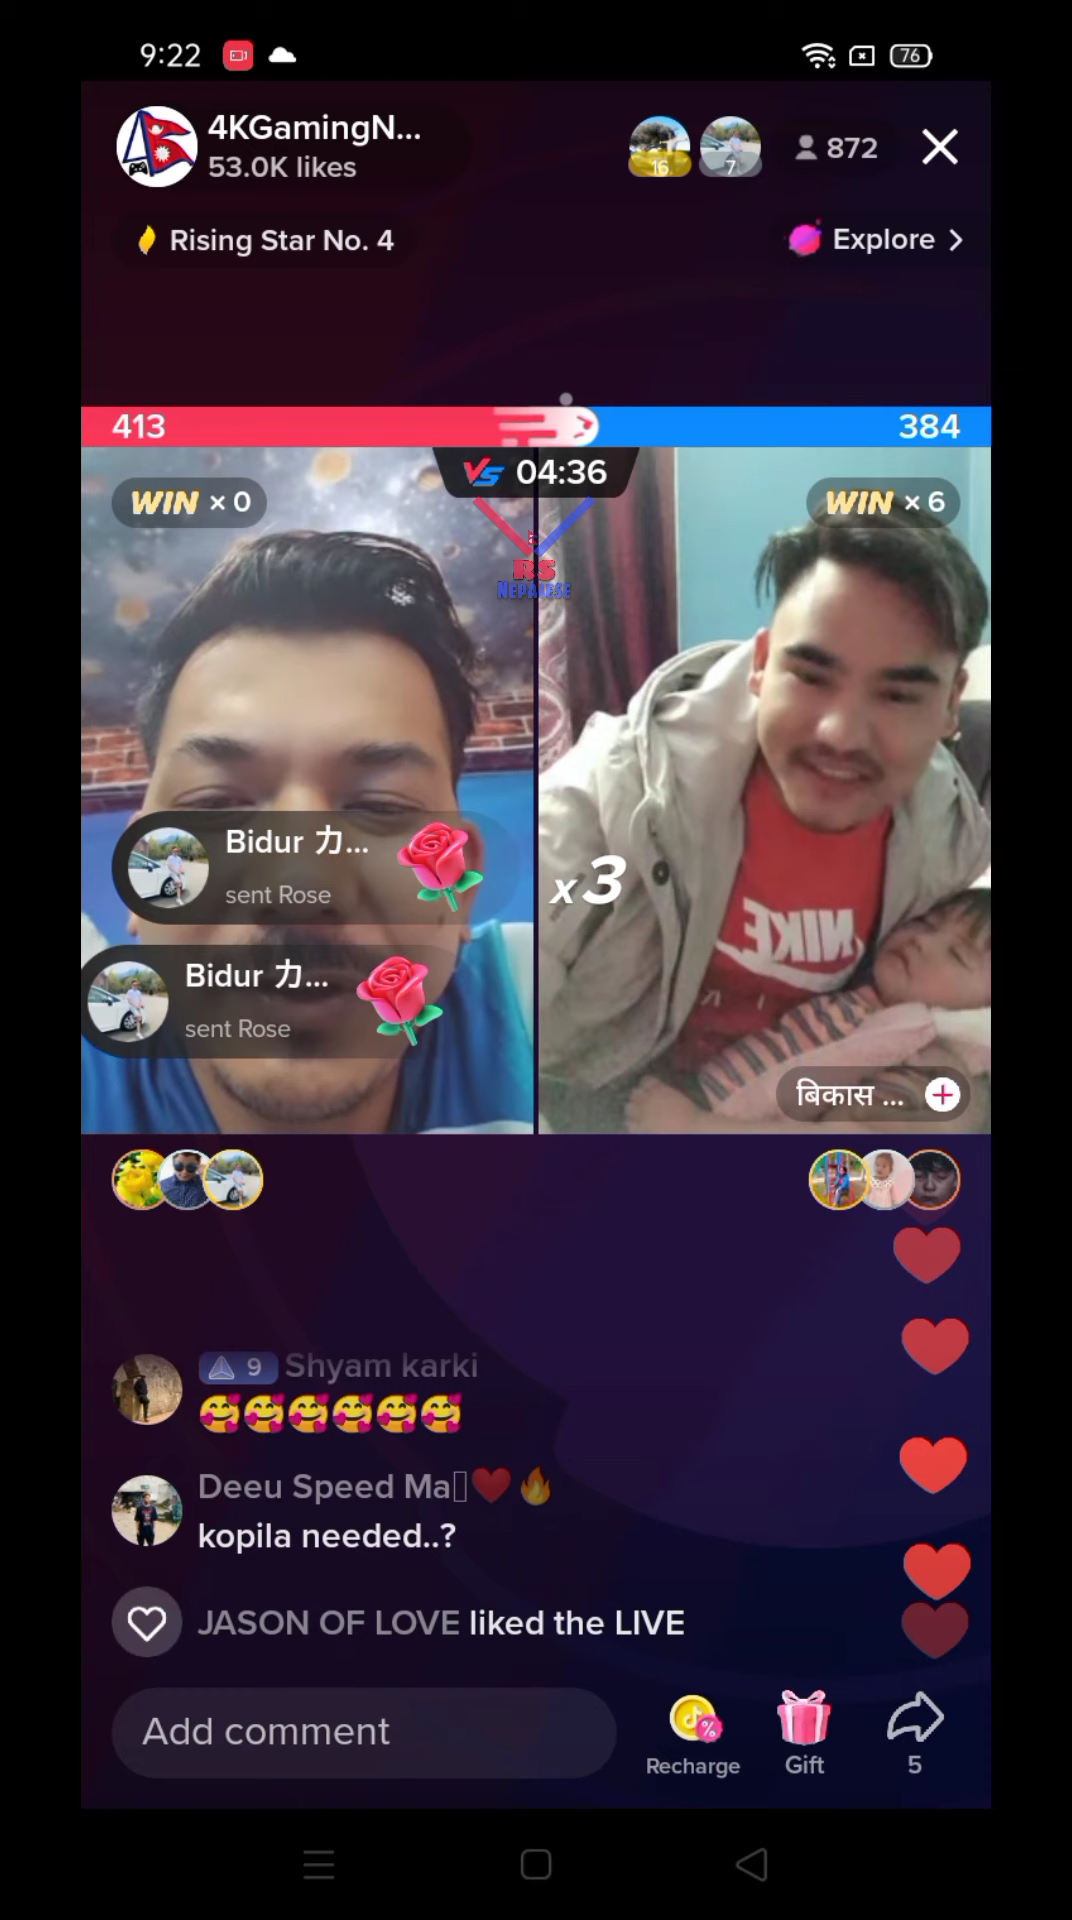 9:22
76
4KGamingN...
53.0K likes
16
7
872
Rising Star No. 4
Explore
413
384
VS 04:36
WIN × 0
WIN × 6
RS
NEPALESE
Bidur カ...
sent Rose
x3
NIKE
Bidur カ...
sent Rose
बिकास ...
9 Shyam karki
🥰🥰🥰🥰🥰🥰
Deeu Speed Ma▯❤️🔥
kopila needed..?
JASON OF LOVE liked the LIVE
Add comment
%
Recharge
Gift
5